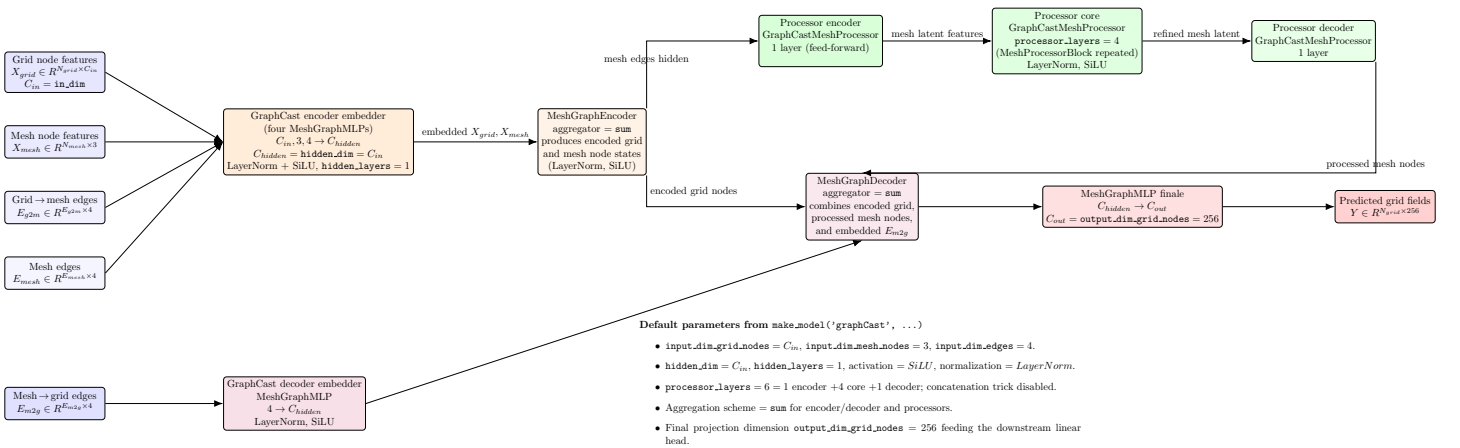 Grid node features
X_grid ∈ R^{N_grid×C_in}
C_in = in_dim
Mesh node features
X_mesh ∈ R^{N_mesh×3}
Grid→mesh edges
E_g2m ∈ R^{E_g2m×4}
Mesh edges
E_mesh ∈ R^{E_mesh×4}
Mesh→grid edges
E_m2g ∈ R^{E_m2g×4}
GraphCast encoder embedder
(four MeshGraphMLPs)
C_in, 3, 4 → C_hidden
C_hidden = hidden_dim = C_in
LayerNorm + SiLU, hidden_layers = 1
embedded X_grid, X_mesh
MeshGraphEncoder
aggregator = sum
produces encoded grid
and mesh node states
(LayerNorm, SiLU)
mesh edges hidden
encoded grid nodes
Processor encoder
GraphCastMeshProcessor
1 layer (feed-forward)
mesh latent features
Processor core
GraphCastMeshProcessor
processor_layers = 4
(MeshProcessorBlock repeated)
LayerNorm, SiLU
refined mesh latent
Processor decoder
GraphCastMeshProcessor
1 layer
processed mesh nodes
MeshGraphDecoder
aggregator = sum
combines encoded grid,
processed mesh nodes,
and embedded E_m2g
MeshGraphMLP finale
C_hidden → C_out
C_out = output_dim_grid_nodes = 256
Predicted grid fields
Y ∈ R^{N_grid×256}
GraphCast decoder embedder
MeshGraphMLP
4 → C_hidden
LayerNorm, SiLU
Default parameters from make_model('graphCast', ...)
• input_dim_grid_nodes = C_in, input_dim_mesh_nodes = 3, input_dim_edges = 4.
• hidden_dim = C_in, hidden_layers = 1, activation = SiLU, normalization = LayerNorm.
• processor_layers = 6 = 1 encoder +4 core +1 decoder; concatenation trick disabled.
• Aggregation scheme = sum for encoder/decoder and processors.
• Final projection dimension output_dim_grid_nodes = 256 feeding the downstream linear
head.